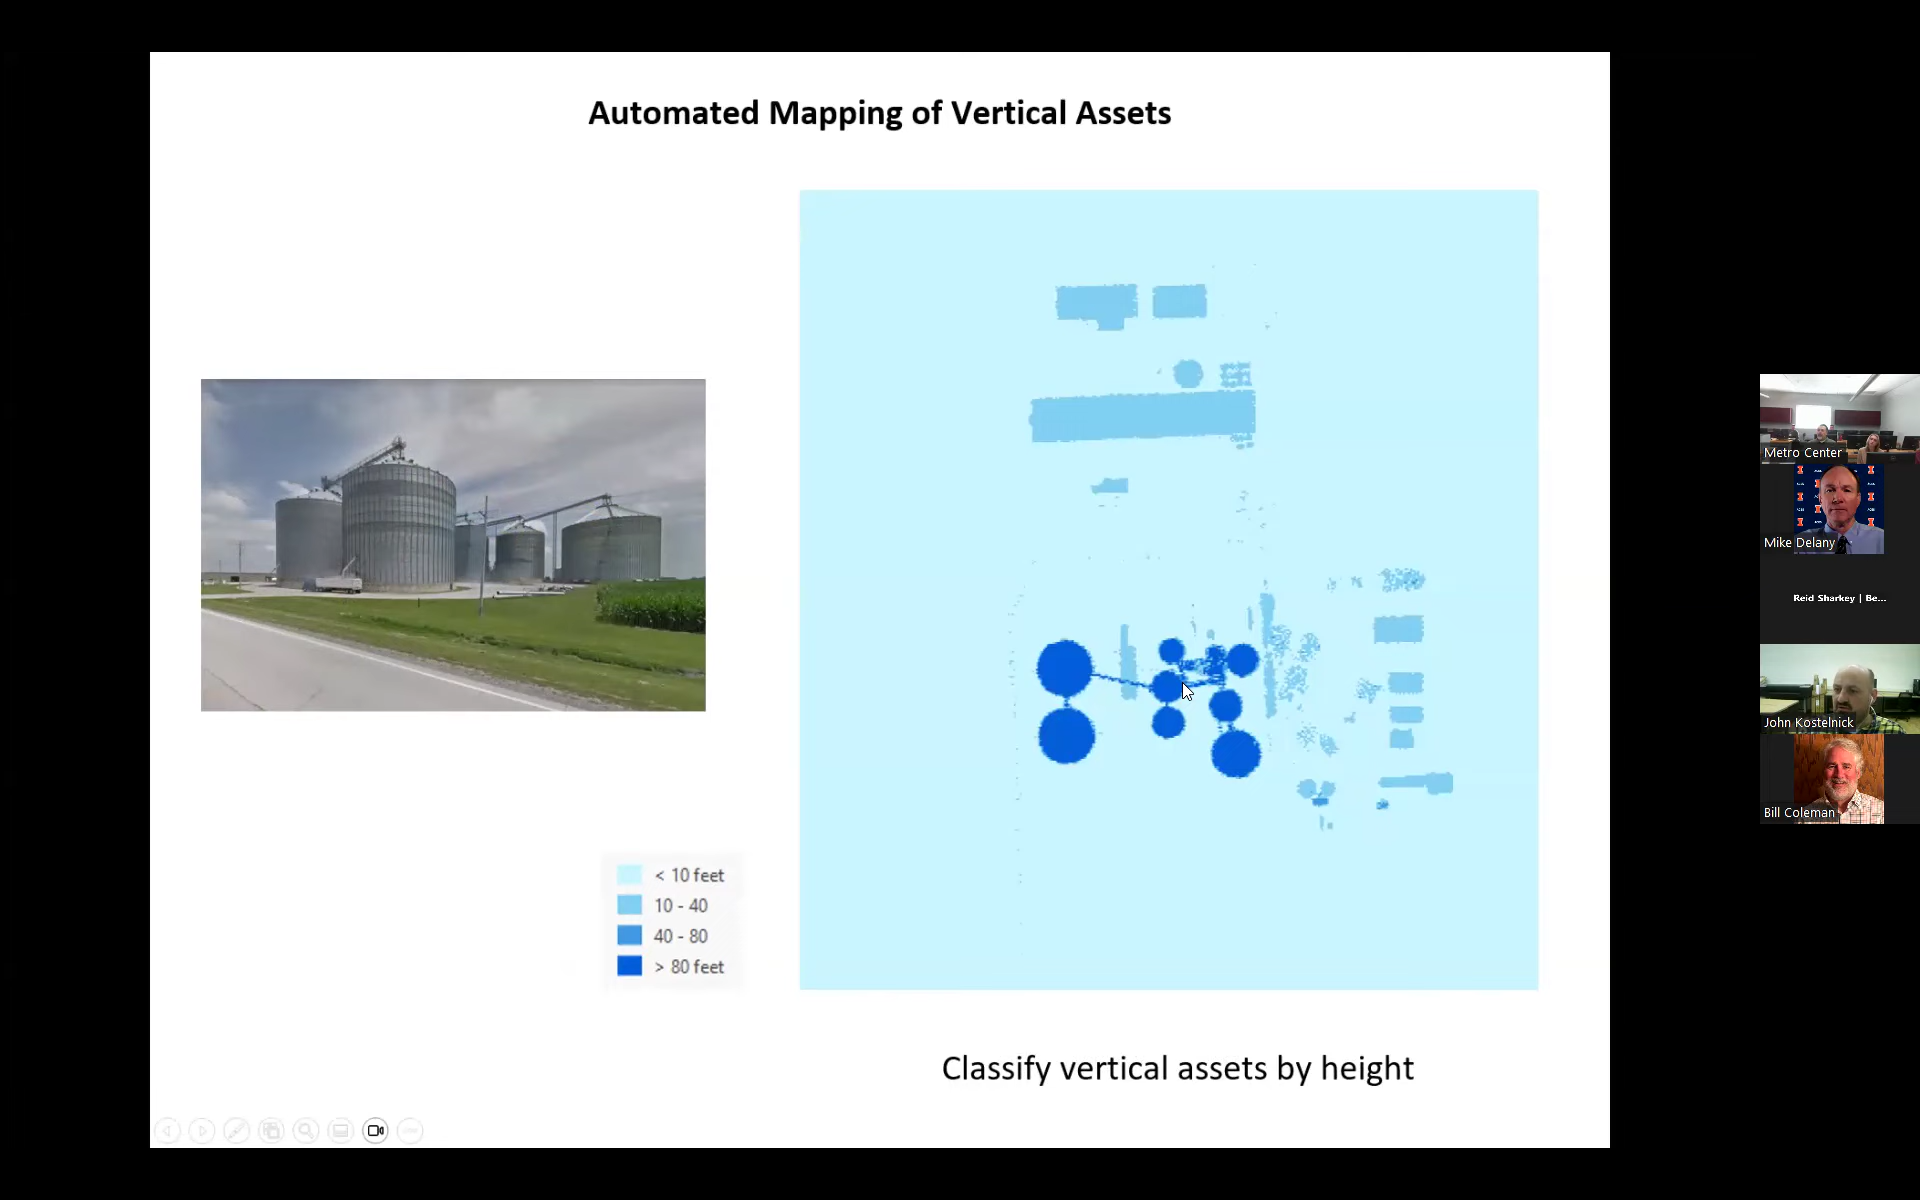 Automated Mapping of Vertical Assets
< 10 feet
10 - 40
40 - 80
> 80 feet
Classify vertical assets by height
Metro Center
Mike Delany
Reid Sharkey | Be...
John Kostelnick
Bill Coleman